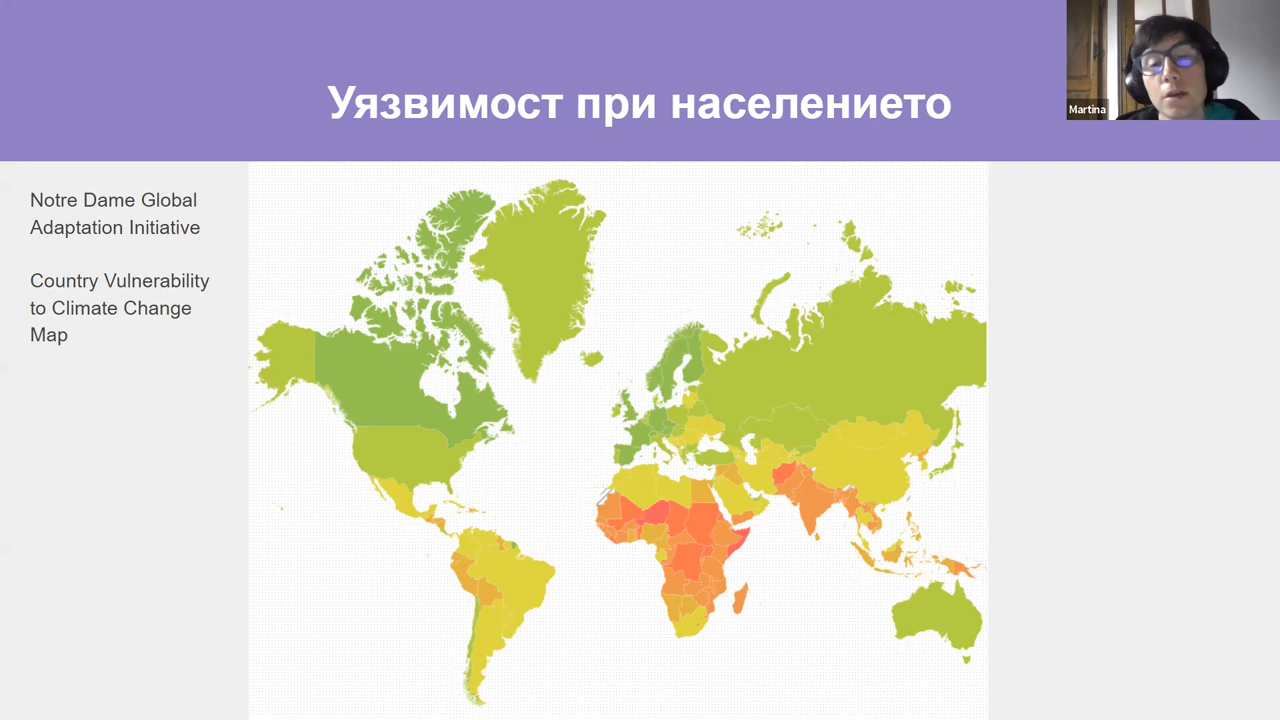 Уязвимост при населението
Martina
Notre Dame Global
Adaptation Initiative
Country Vulnerability
to Climate Change
Map